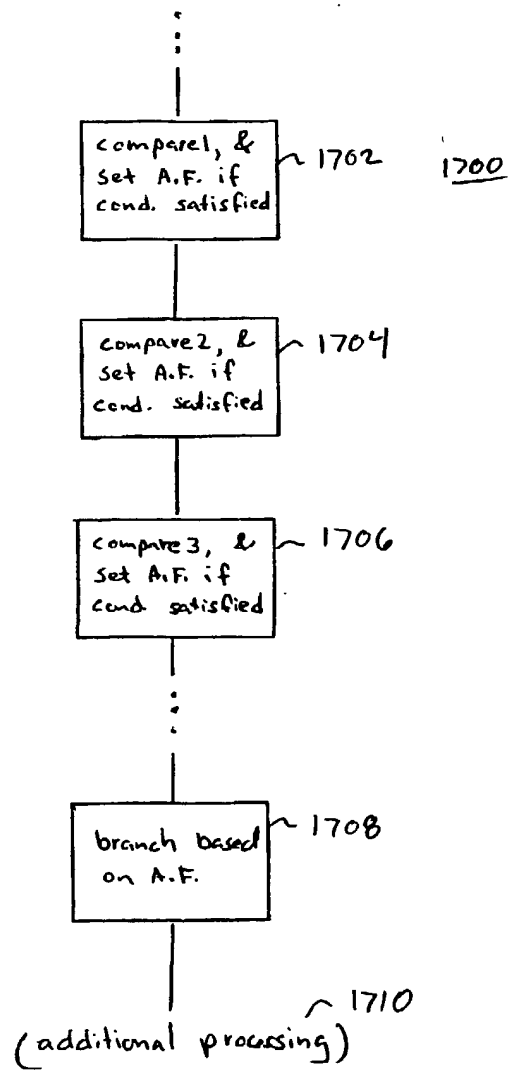 compare1, &
set A.F. if
cond. satisfied
1702
1700
compare2, &
set A.F. if
cond. satisfied
1704
compare3, &
set A.F. if
cond satisfied
1706
branch based
on A.F.
1708
1710
(additional processing)